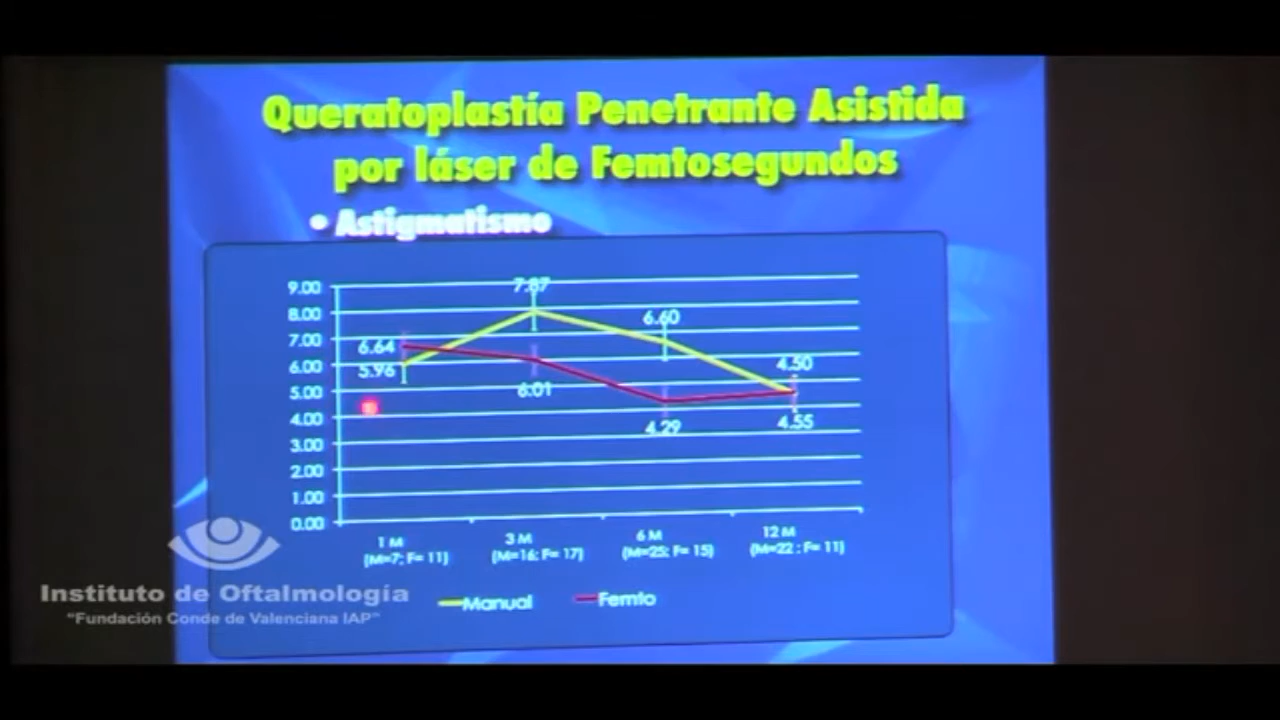 Queratoplastía Penetrante Asistida
por láser de Femtosegundos
• Astigmatismo
9.00
8.00
7.00
6.00
5.00
4.00
3.00
2.00
1.00
0.00
7.87
6.60
6.64
5.96
4.50
6.01
4.29
4.55
1 M
(M=7; F= 11)
3 M
(M=16; F= 17)
6 M
(M=25; F= 15)
12 M
(M=22 ; F= 11)
Manual
Femto
Instituto de Oftalmología
"Fundación Conde de Valenciana IAP"